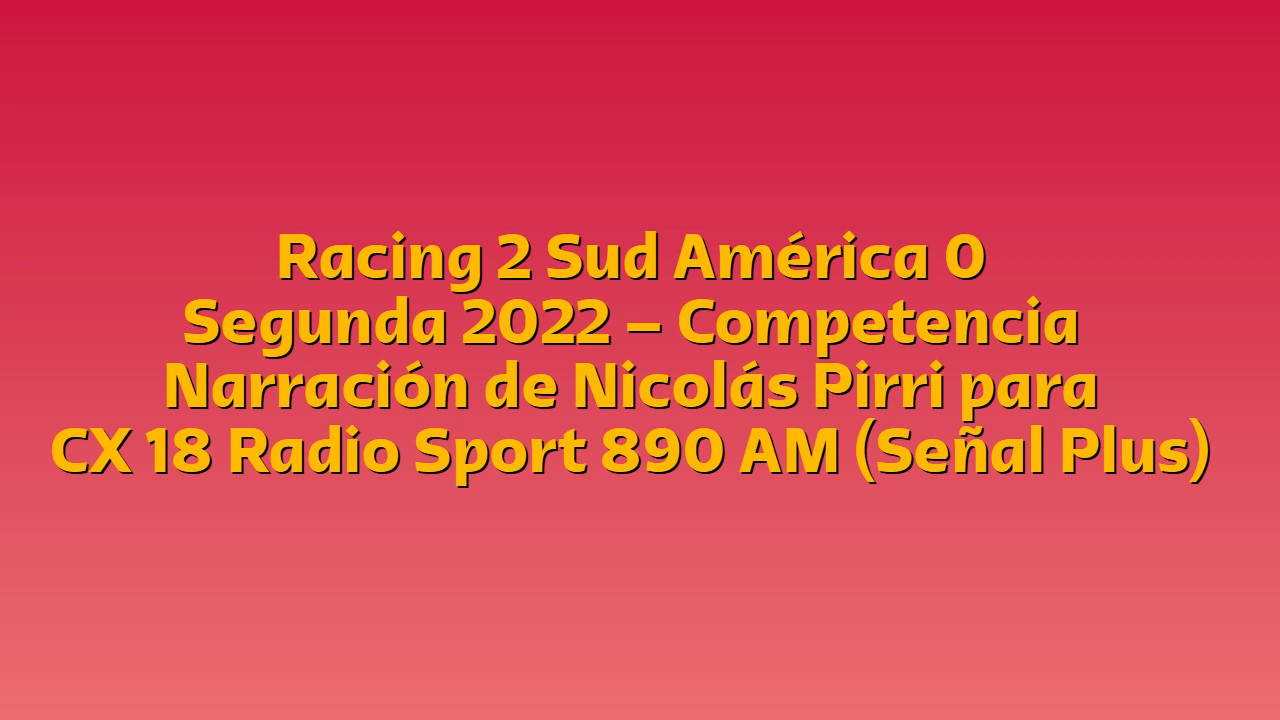 Racing 2 Sud América 0
Segunda 2022 – Competencia
Narración de Nicolás Pirri para
CX 18 Radio Sport 890 AM (Señal Plus)